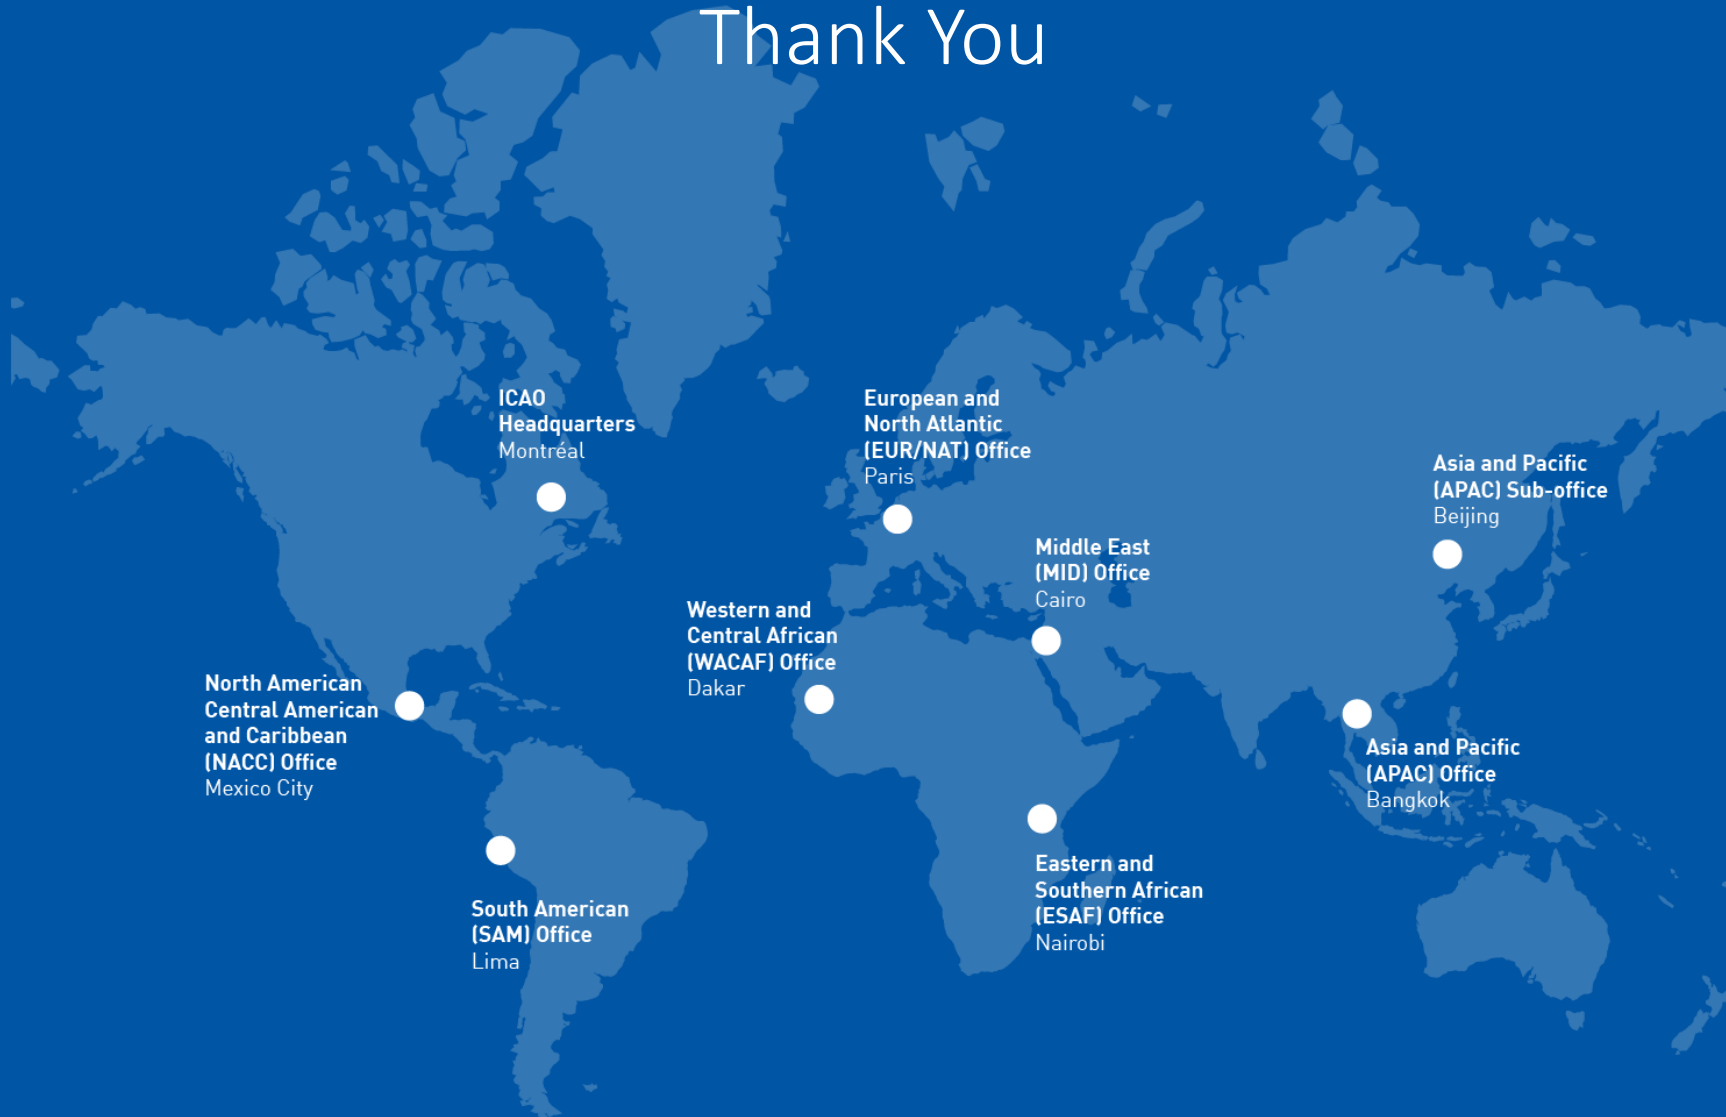 Thank You
ICAO
Headquarters
Montréal
European and
North Atlantic
(EUR/NAT) Office
Paris
Asia and Pacific
(APAC) Sub-office
Beijing
Middle East
(MID) Office
Cairo
Western and
Central African
(WACAF) Office
Dakar
North American
Central American
and Caribbean
(NACC) Office
Mexico City
Asia and Pacific
(APAC) Office
Bangkok
Eastern and
Southern African
(ESAF) Office
Nairobi
South American
(SAM) Office
Lima